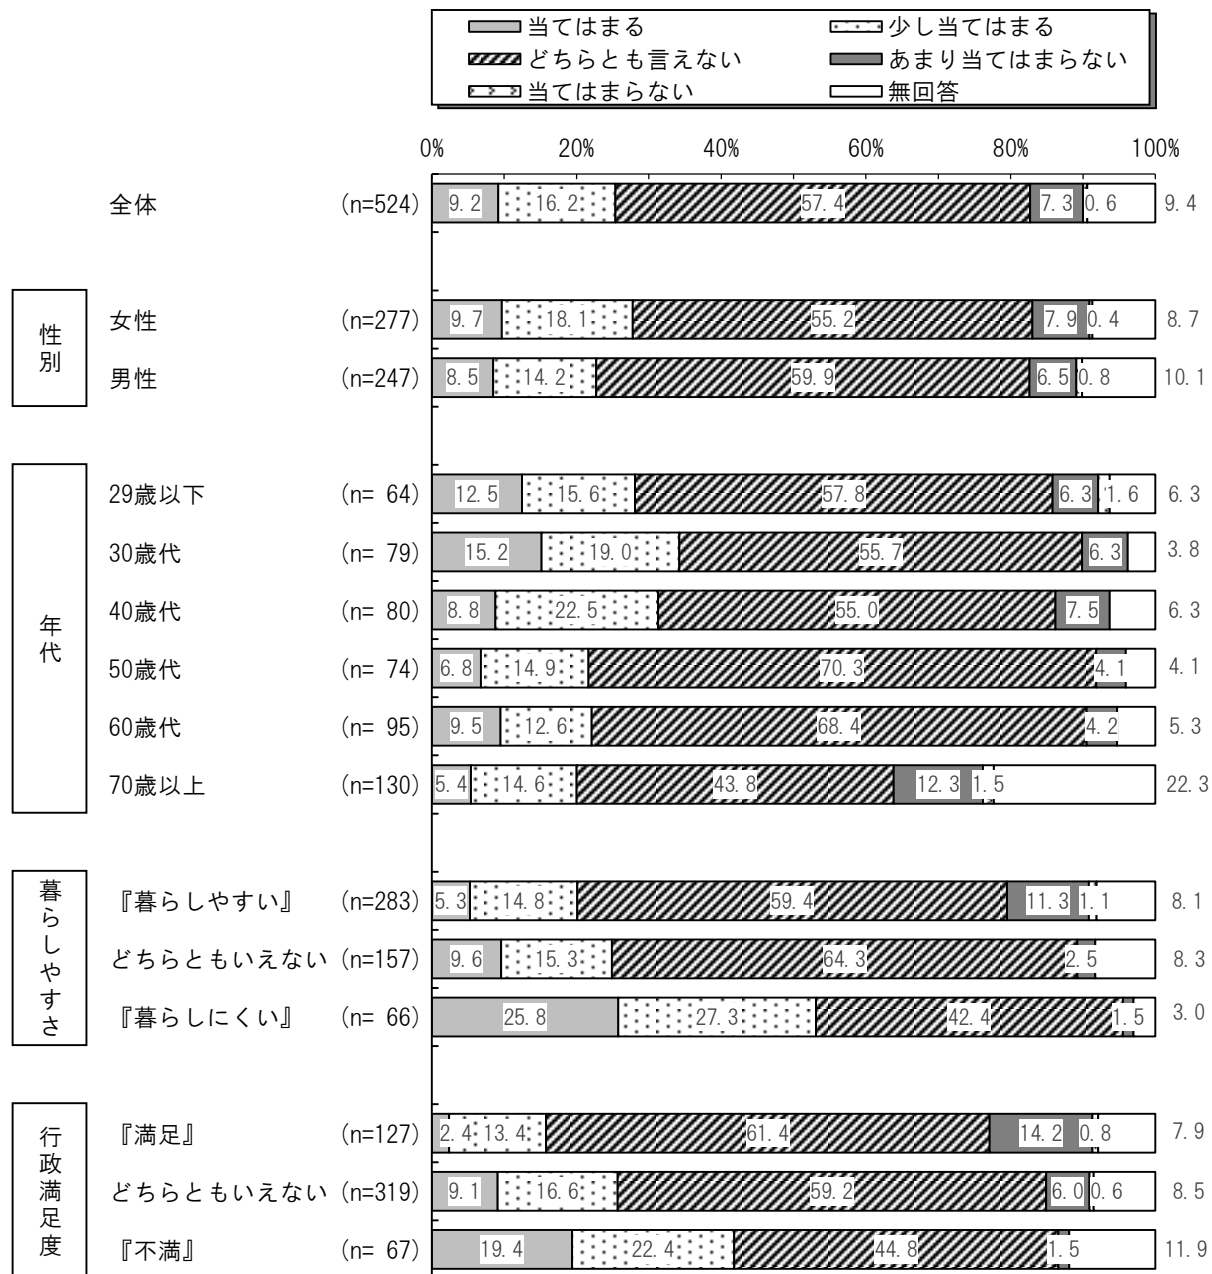 当てはまる 少し当てはまる
どちらとも言えない あまり当てはまらない
当てはまらない 無回答
0% 20% 40% 60% 80% 100%
全体 (n=524) 9.2 16.2 57.4 7.3 0.6 9.4
性別
女性 (n=277) 9.7 18.1 55.2 7.9 0.4 8.7
男性 (n=247) 8.5 14.2 59.9 6.5 0.8 10.1
年代
29歳以下 (n= 64) 12.5 15.6 57.8 6.3 1.6 6.3
30歳代 (n= 79) 15.2 19.0 55.7 6.3 3.8
40歳代 (n= 80) 8.8 22.5 55.0 7.5 6.3
50歳代 (n= 74) 6.8 14.9 70.3 4.1 4.1
60歳代 (n= 95) 9.5 12.6 68.4 4.2 5.3
70歳以上 (n=130) 5.4 14.6 43.8 12.3 1.5 22.3
暮らしやすさ
『暮らしやすい』 (n=283) 5.3 14.8 59.4 11.3 1.1 8.1
どちらともいえない (n=157) 9.6 15.3 64.3 2.5 8.3
『暮らしにくい』 (n= 66) 25.8 27.3 42.4 1.5 3.0
行政満足度
『満足』 (n=127) 2.4 13.4 61.4 14.2 0.8 7.9
どちらともいえない (n=319) 9.1 16.6 59.2 6.0 0.6 8.5
『不満』 (n= 67) 19.4 22.4 44.8 1.5 11.9